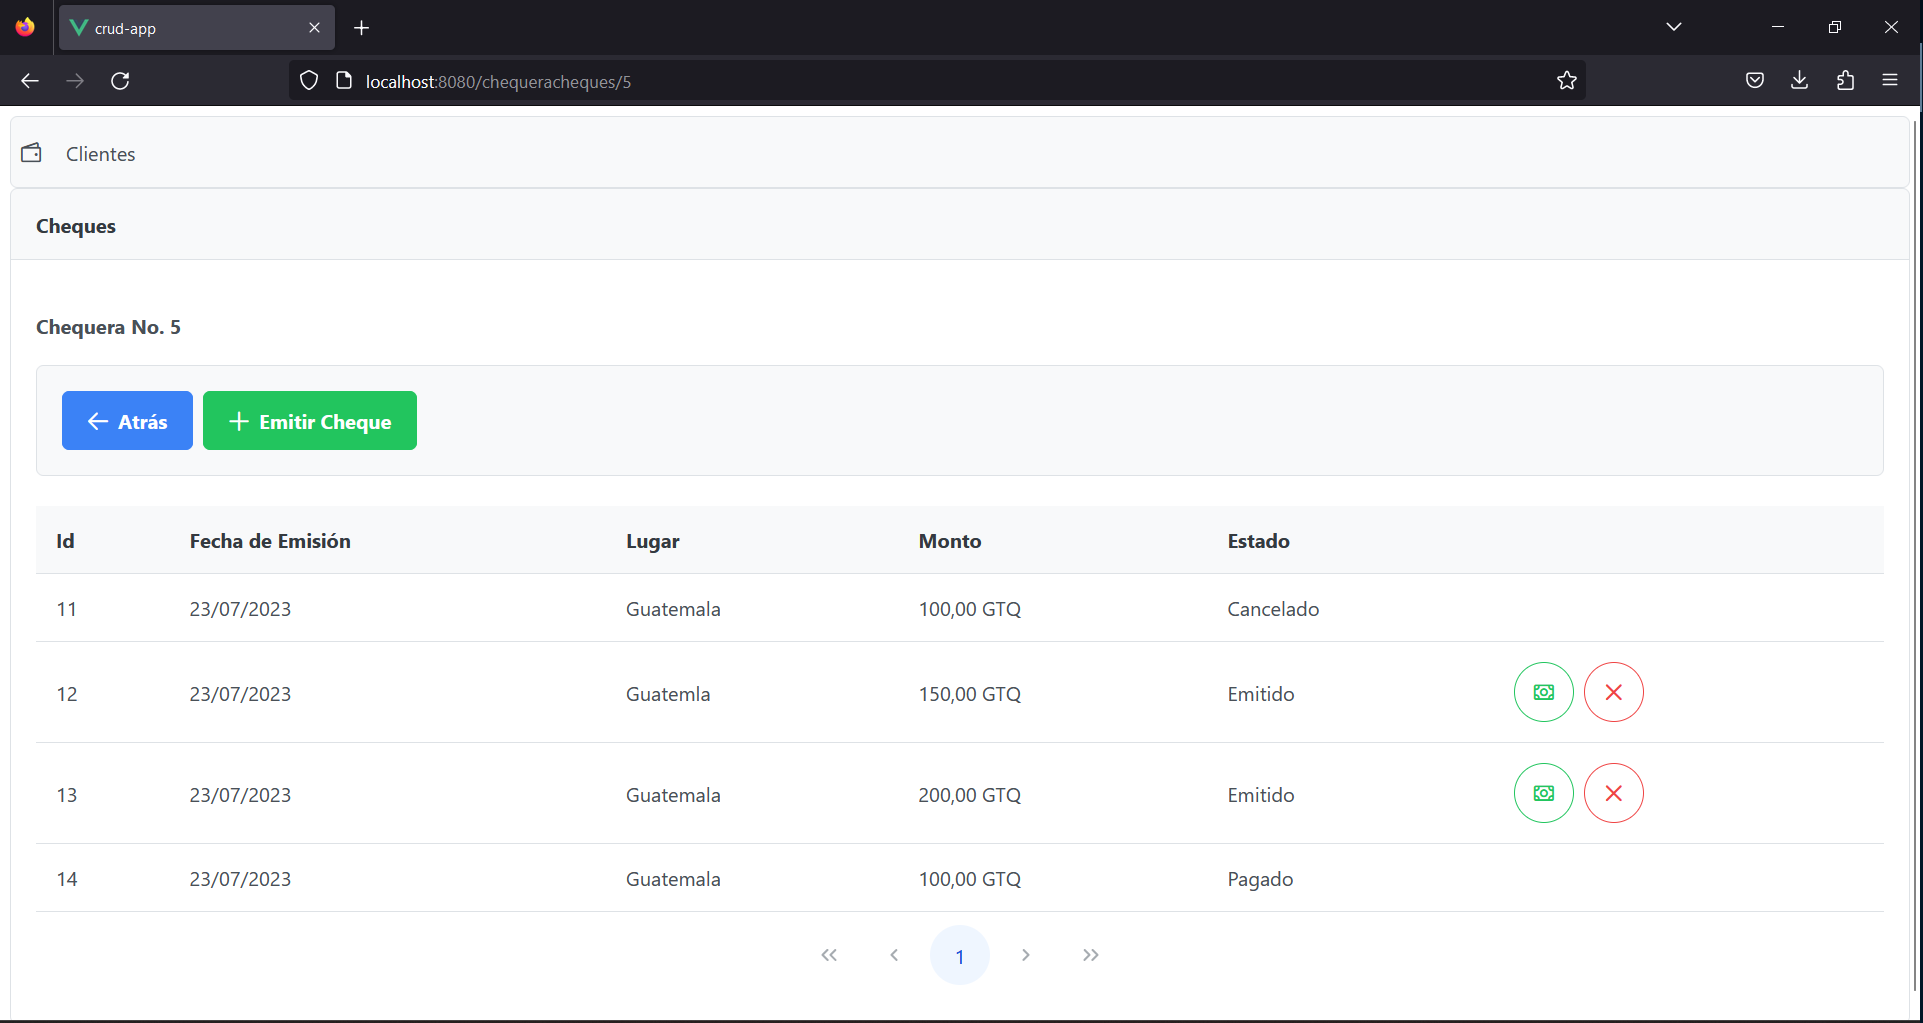 crud-app
localhost:8080/chequeracheques/5
Clientes
Cheques
Chequera No. 5
Atrás Emitir Cheque
Id Fecha de Emisión Lugar Monto Estado
11 23/07/2023 Guatemala 100,00 GTQ Cancelado
12 23/07/2023 Guatemla 150,00 GTQ Emitido
13 23/07/2023 Guatemala 200,00 GTQ Emitido
14 23/07/2023 Guatemala 100,00 GTQ Pagado
1